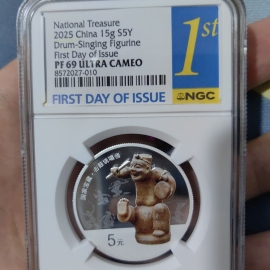 National Treasure
2025 China 15g S5Y
Drum-Singing Figurine
First Day of Issue
PF 69 ULTRA CAMEO
8572027-010
1st
FIRST DAY OF ISSUE
NGC
5元